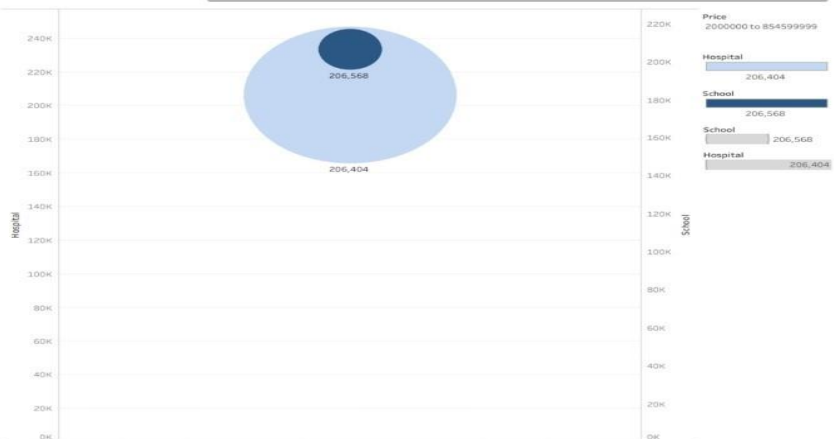 240K
220K
200K
180K
160K
140K
120K
100K
80K
60K
40K
20K
0K
Hospital
206,568
206,404
220K
200K
180K
160K
140K
120K
100K
80K
60K
40K
20K
0K
School
Price
2000000 to 854599999
Hospital
206,404
School
206,568
School
206,568
Hospital
206,404